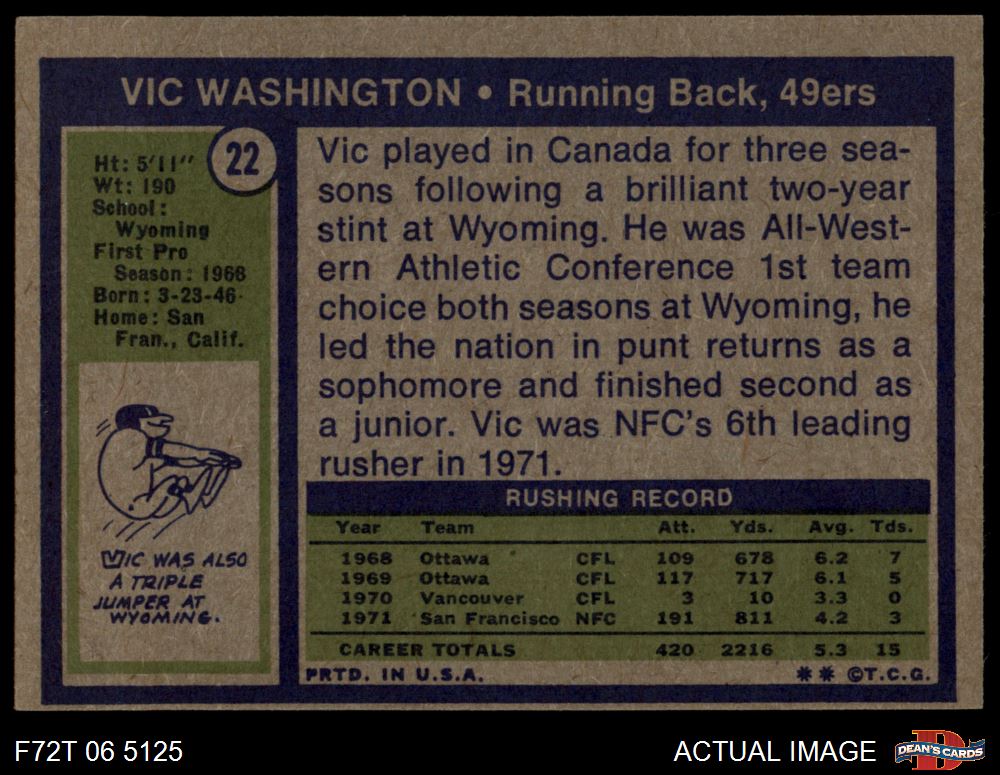 VIC WASHINGTON • Running Back, 49ers
22
Ht: 5'11"
Wt: 190
School:
Wyoming
First Pro
Season: 1968
Born: 3-23-46
Home: San
Fran., Calif.
VIC WAS ALSO
A TRIPLE
JUMPER AT
WYOMING.
Vic played in Canada for three sea-
sons following a brilliant two-year
stint at Wyoming. He was All-West-
ern Athletic Conference 1st team
choice both seasons at Wyoming, he
led the nation in punt returns as a
sophomore and finished second as
a junior. Vic was NFC's 6th leading
rusher in 1971.
RUSHING RECORD
Year Team Att. Yds. Avg. Tds.
1968 Ottawa CFL 109 678 6.2 7
1969 Ottawa CFL 117 717 6.1 5
1970 Vancouver CFL 3 10 3.3 0
1971 San Francisco NFC 191 811 4.2 3
CAREER TOTALS 420 2216 5.3 15
PRTD. IN U.S.A. ** ©T.C.G.
F72T 06 5125 ACTUAL IMAGE
D
DEAN'S CARDS